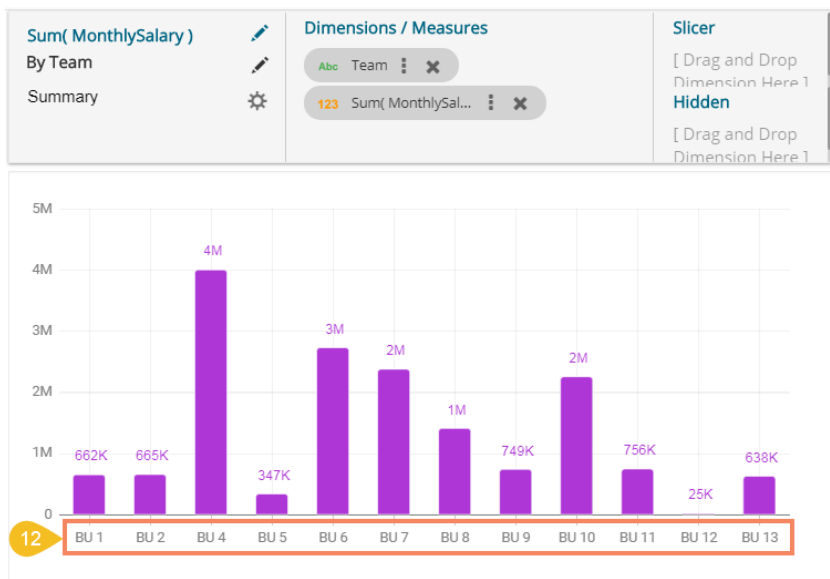 Sum( MonthlySalary )
By Team
Summary
Dimensions / Measures
Abc Team
123 Sum( MonthlySal...
Slicer
[ Drag and Drop
Dimension Here ]
Hidden
[ Drag and Drop
Dimension Here ]
5M
4M
3M
2M
1M
0
662K
665K
4M
347K
3M
2M
1M
749K
2M
756K
25K
638K
12
BU 1 BU 2 BU 4 BU 5 BU 6 BU 7 BU 8 BU 9 BU 10 BU 11 BU 12 BU 13